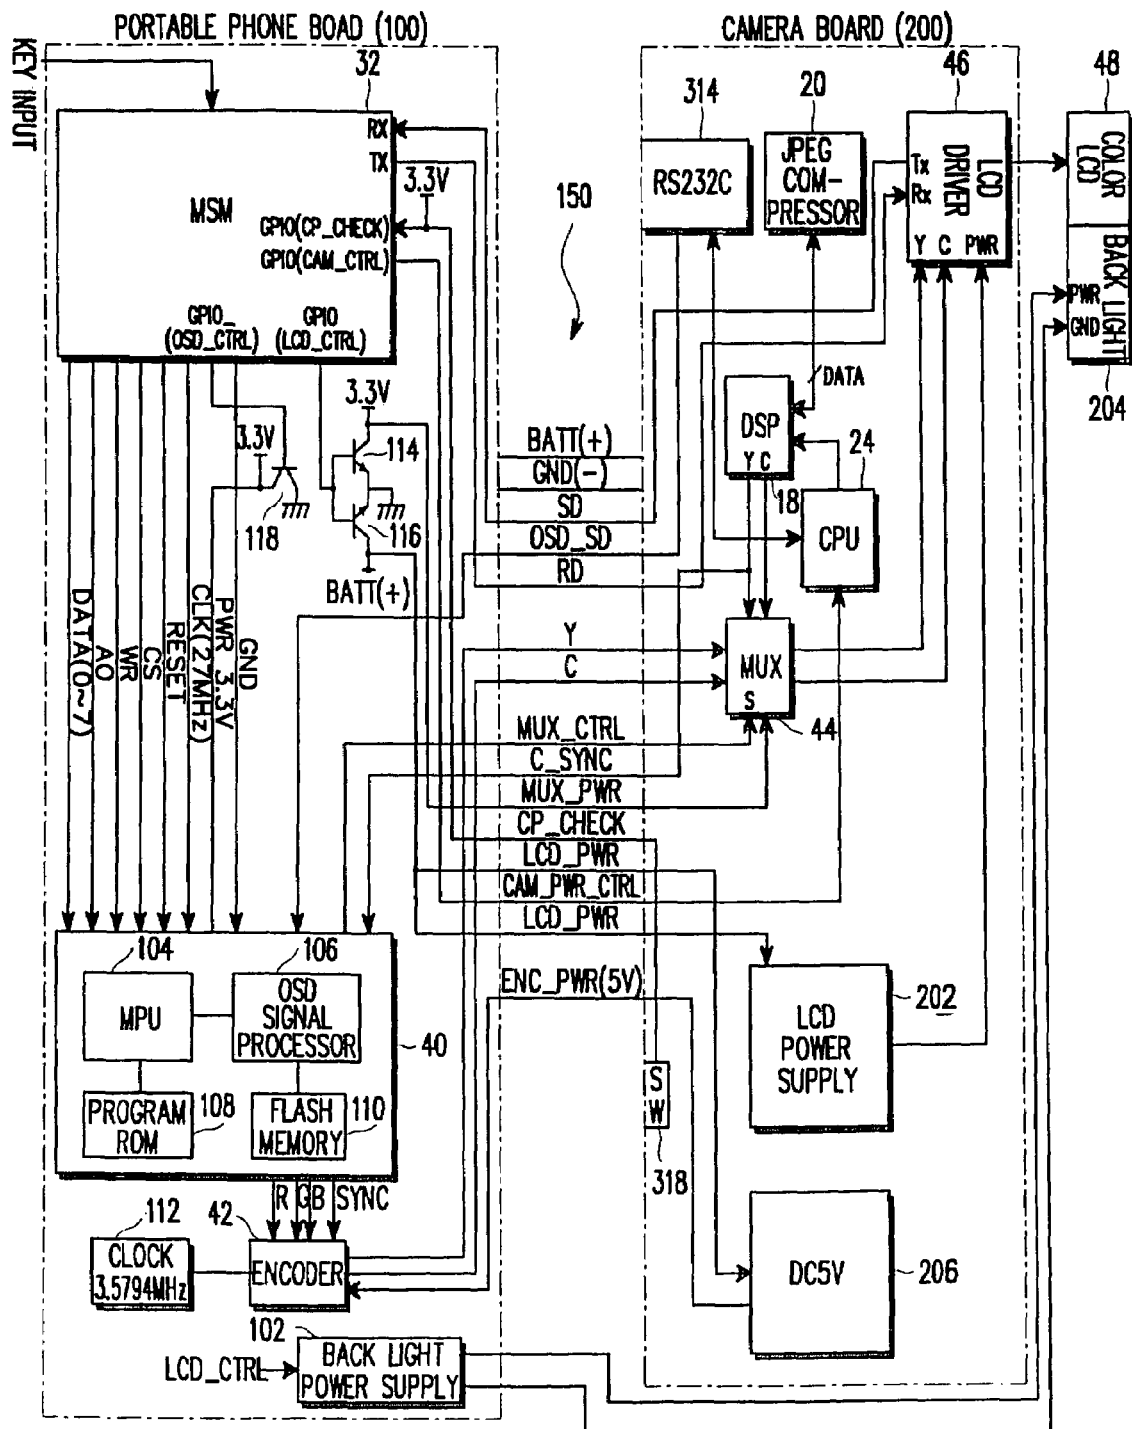 PORTABLE PHONE BOAD (100)
CAMERA BOARD (200)
KEY INPUT
32
RX
TX
3.3V
MSM
GPIO(CP_CHECK)
GPIO(CAM_CTRL)
GPIO_
(OSD_CTRL)
GPIO
(LCD_CTRL)
314
RS232C
20
JPEG
COM-
PRESSOR
46
Tx
Rx
LCD
DRIVER
Y C PWR
48
COLOR
LCD
BACK LIGHT
PWR
GND
204
150
DATA
DSP
Y C
18
24
CPU
3.3V
114
3.3V
118
116
BATT(+)
BATT(+)
GND(-)
SD
OSD_SD
RD
DATA(0~7)
AO
WR
CS
RESET
CLK(27MHz)
PWR 3.3V
GND
Y
C
MUX
S
44
MUX_CTRL
C_SYNC
MUX_PWR
CP_CHECK
LCD_PWR
CAM_PWR_CTRL
LCD_PWR
ENC_PWR(5V)
104
MPU
106
OSD
SIGNAL
PROCESSOR
40
PROGRAM
ROM
108
FLASH
MEMORY
110
LCD
POWER
SUPPLY
202
S
W
318
R G B SYNC
112
CLOCK
3.5794MHz
42
ENCODER
DC5V
206
102
LCD_CTRL
BACK LIGHT
POWER SUPPLY